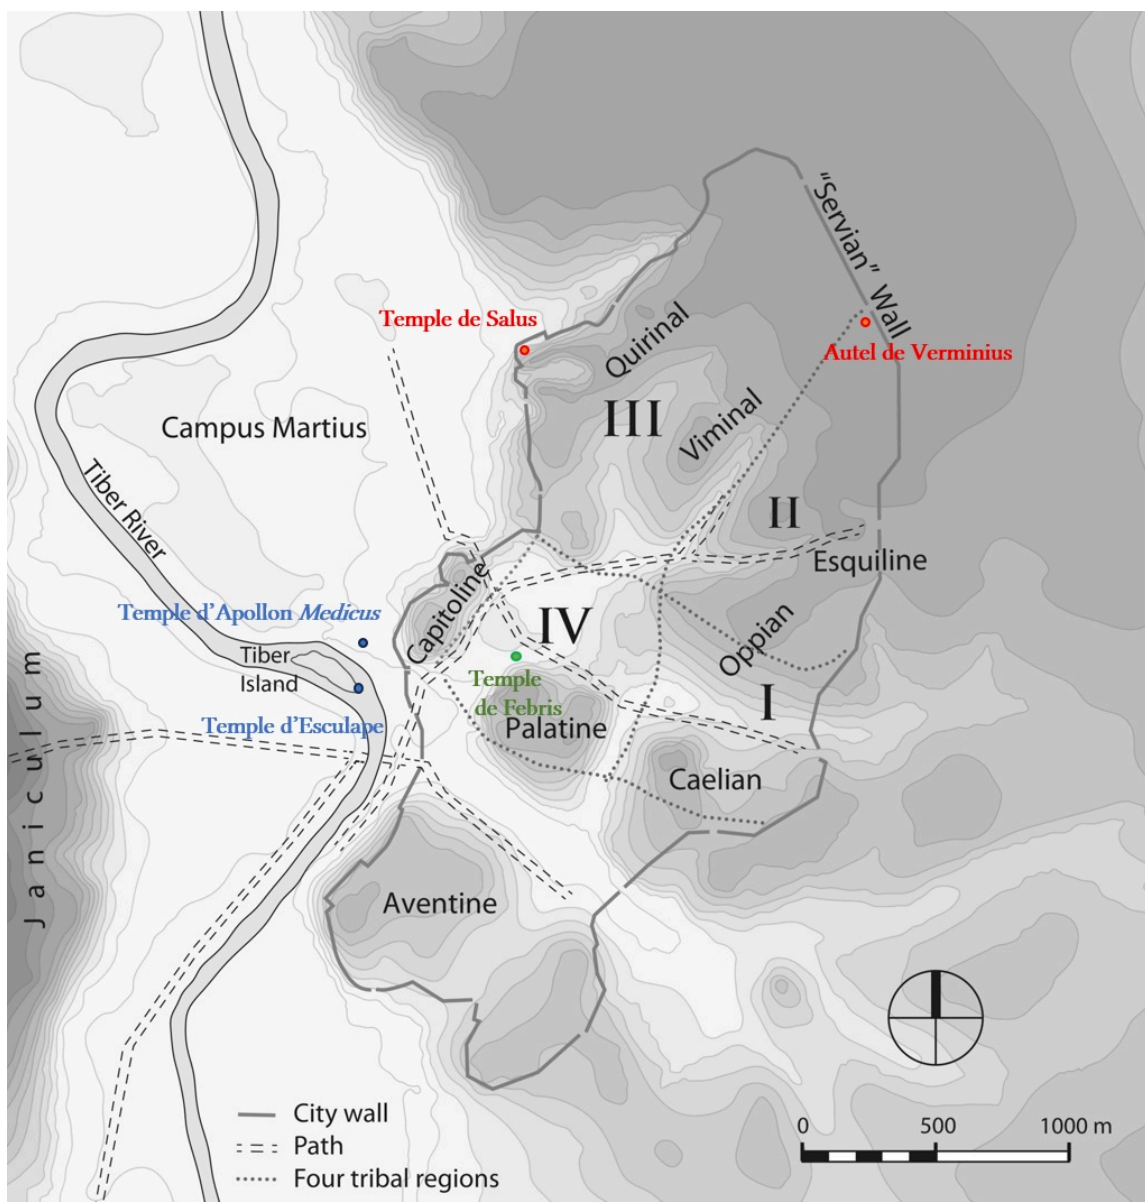 "Servian" Wall
Temple de Salus
Quirinal
Autel de Verminius
III
Viminal
Campus Martius
Tiber River
II
Esquiline
Capitoline
Temple d'Apollon Medicus
IV
Oppian
Tiber
Island
Temple
de Febris
I
Temple d'Esculape
Palatine
Janiculum
Caelian
Aventine
City wall
Path
Four tribal regions
0 500 1000 m